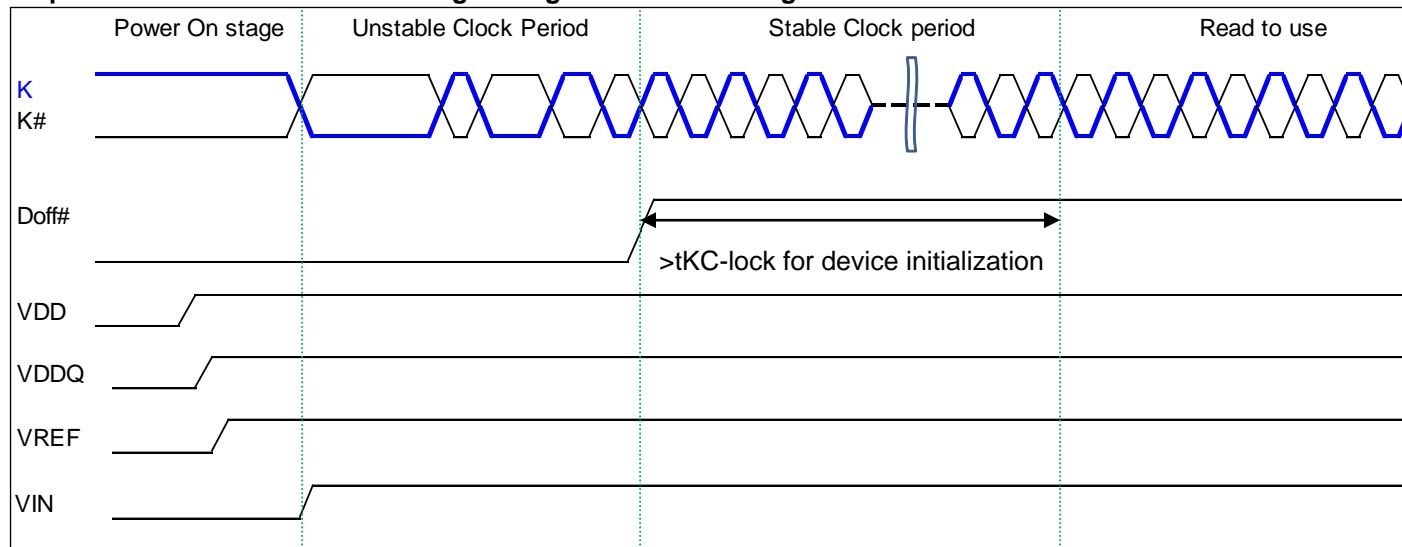 Power On stage Unstable Clock Period Stable Clock period Read to use
K
K#
Doff#
>tKC-lock for device initialization
VDD
VDDQ
VREF
VIN